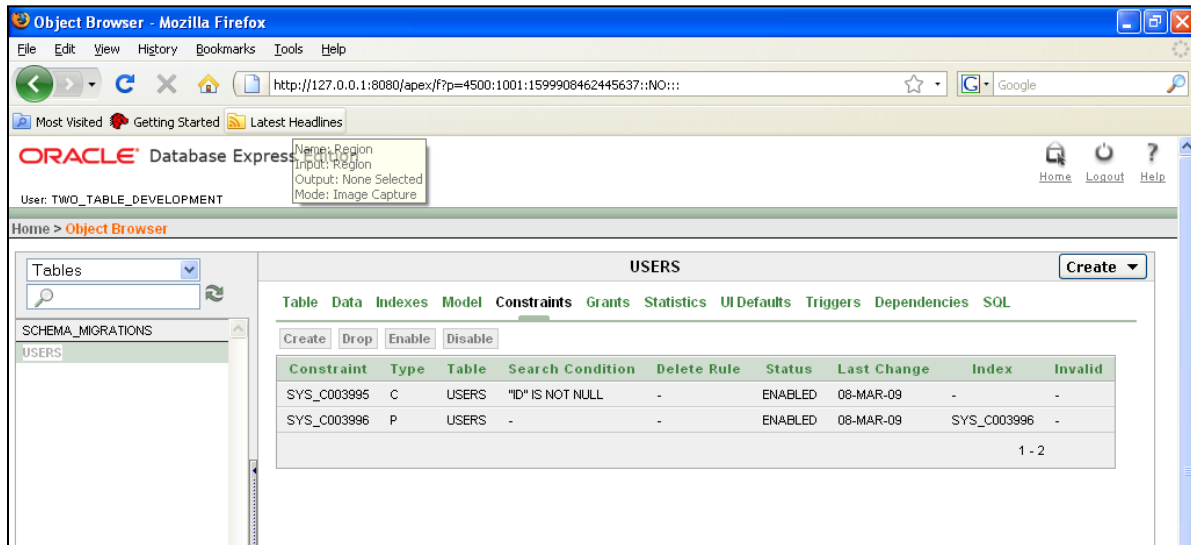 Object Browser - Mozilla Firefox
File Edit View History Bookmarks Tools Help
http://127.0.0.1:8080/apex/f?p=4500:1001:1599908462445637::NO:::
G Google
Most Visited Getting Started Latest Headlines
ORACLE Database Express Edition
Name: Region
Input: Region
Output: None Selected
Mode: Image Capture
Home Logout Help
User: TWO_TABLE_DEVELOPMENT
Home > Object Browser
Tables
USERS
Create
Table Data Indexes Model Constraints Grants Statistics UI Defaults Triggers Dependencies SQL
SCHEMA_MIGRATIONS
USERS
Create Drop Enable Disable
Constraint Type Table Search Condition Delete Rule Status Last Change Index Invalid
SYS_C003995 C USERS "ID" IS NOT NULL - ENABLED 08-MAR-09 - -
SYS_C003996 P USERS - - ENABLED 08-MAR-09 SYS_C003996 -
1 - 2